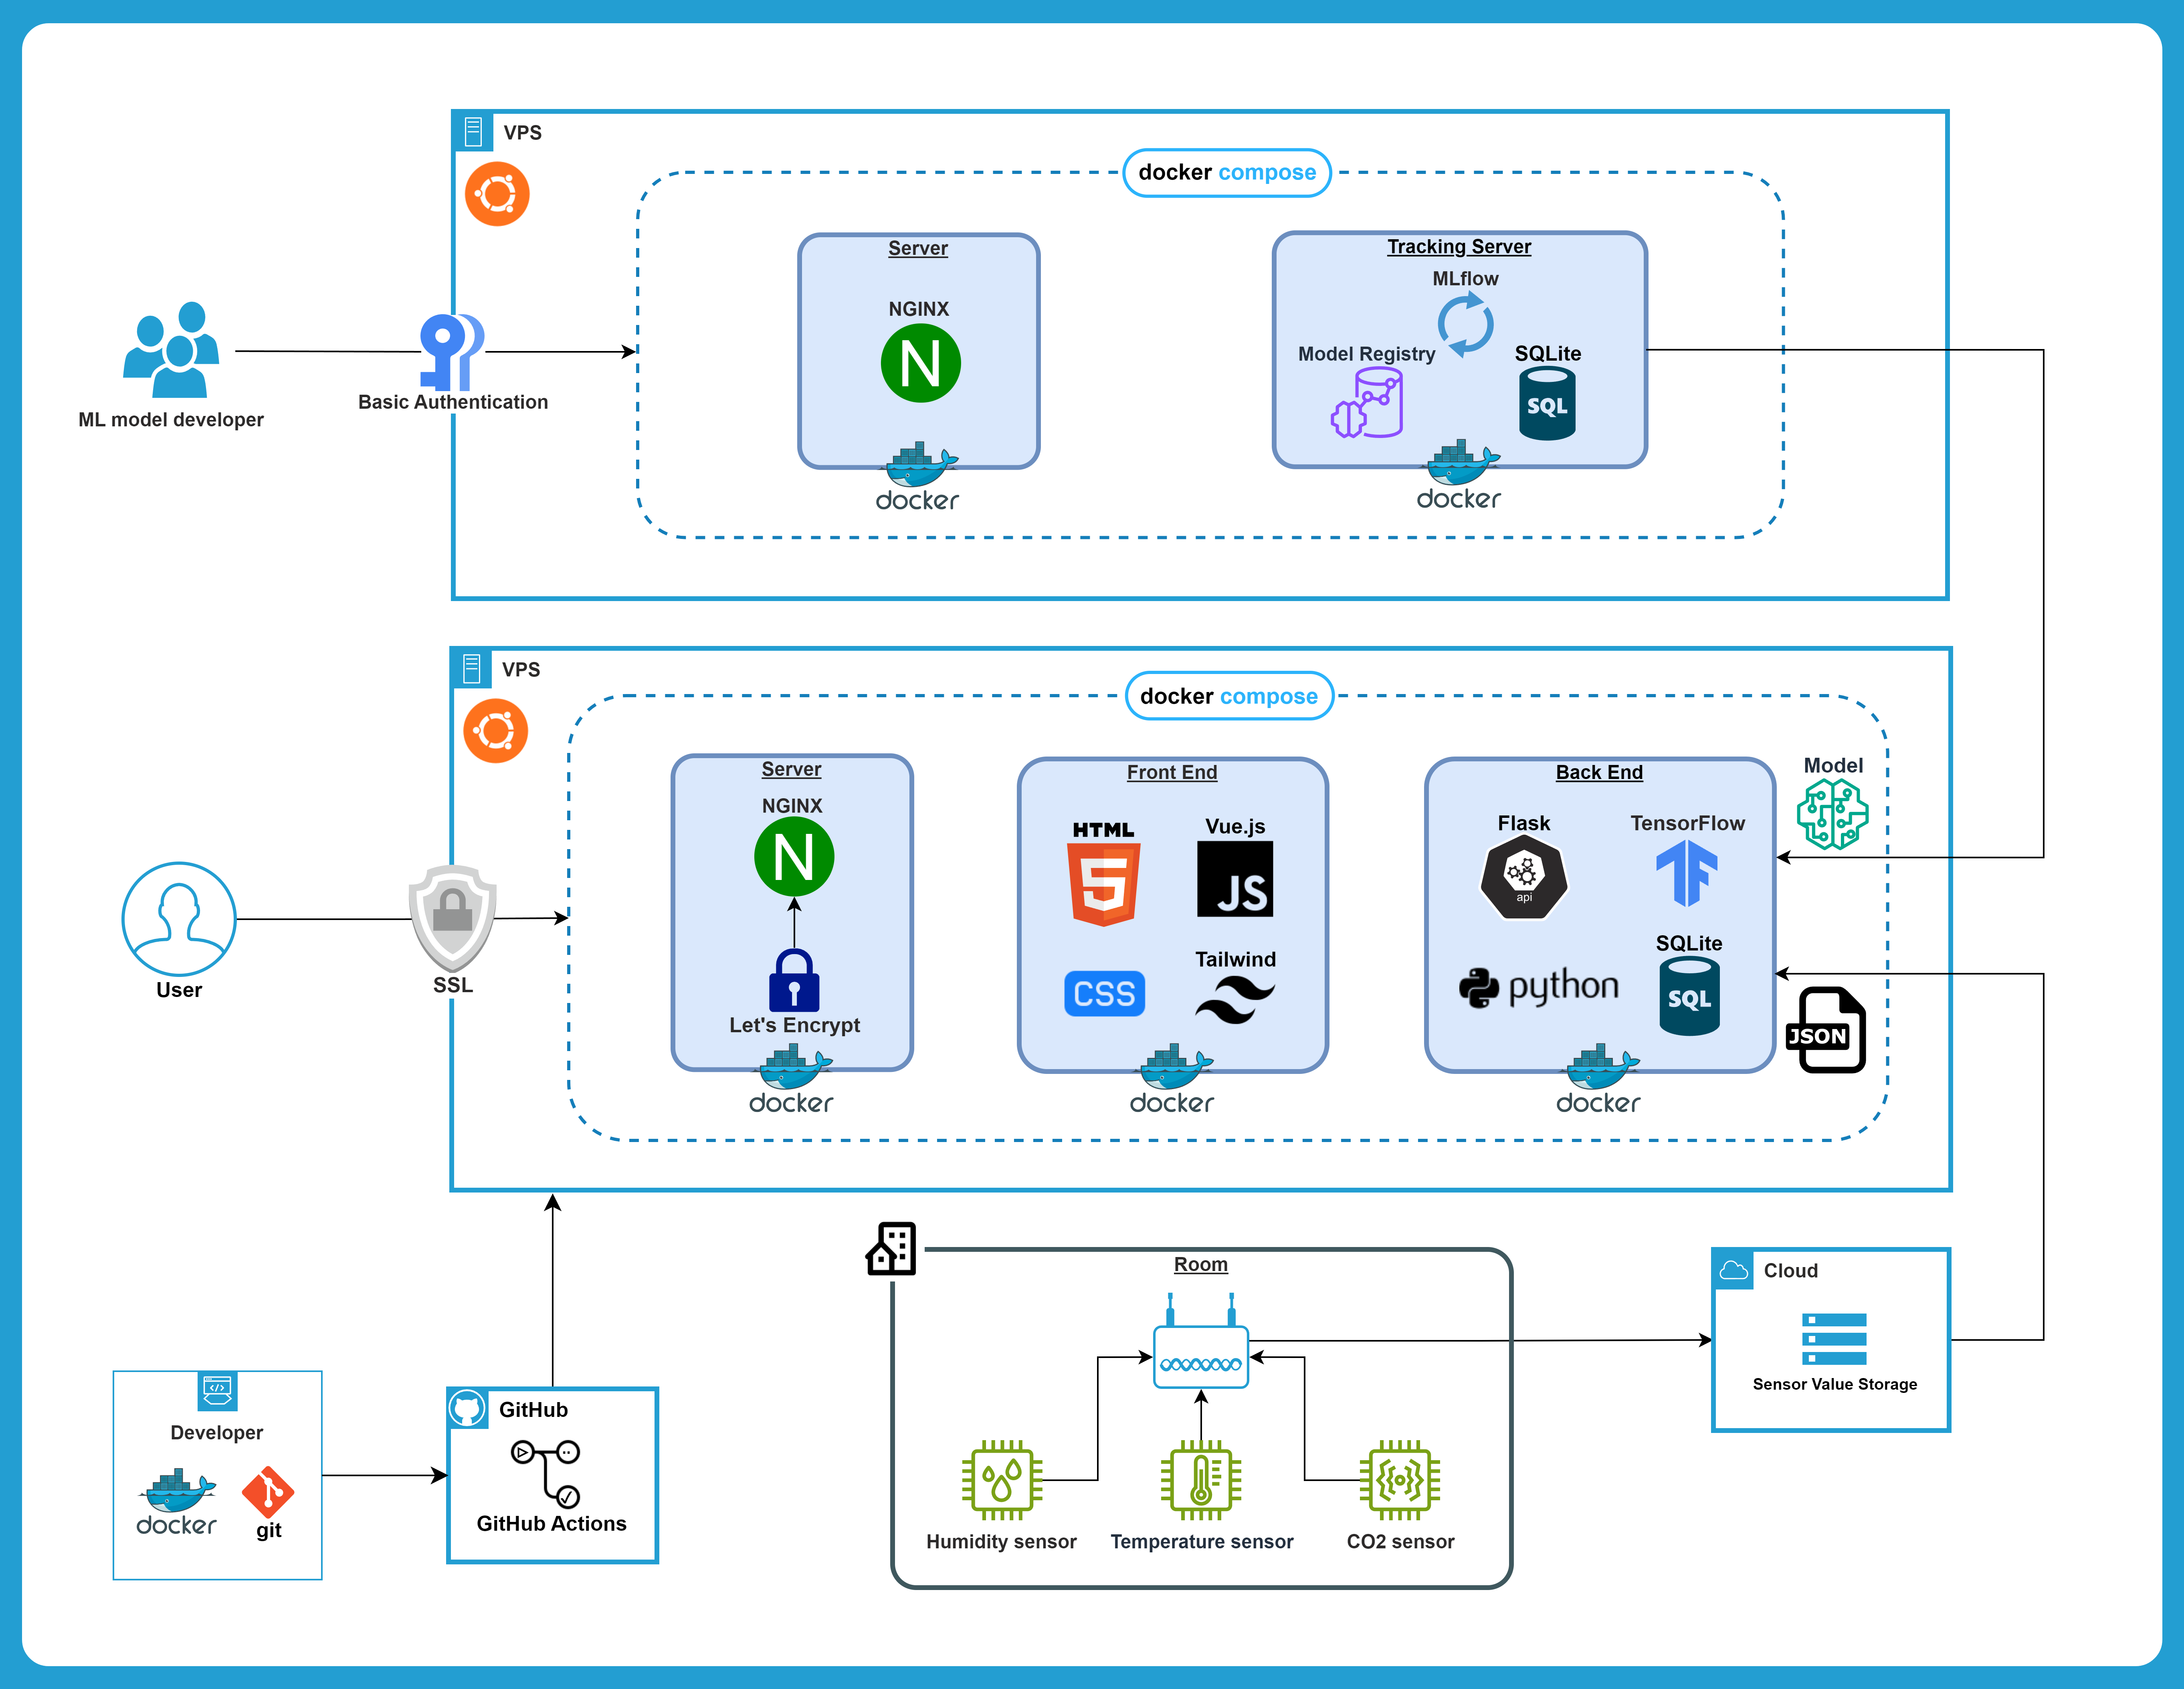 VPS
docker compose
Server
NGINX
N
docker
Tracking Server
MLflow
Model Registry
SQLite
SQL
docker
ML model developer
Basic Authentication
VPS
docker compose
Server
NGINX
N
Let's Encrypt
docker
Front End
HTML
5
Vue.js
JS
CSS
Tailwind
docker
Back End
Flask
api
TensorFlow
python
SQLite
SQL
docker
Model
JSON
User
SSL
Developer
docker
git
GitHub
GitHub Actions
Room
Humidity sensor
Temperature sensor
CO2 sensor
Cloud
Sensor Value Storage